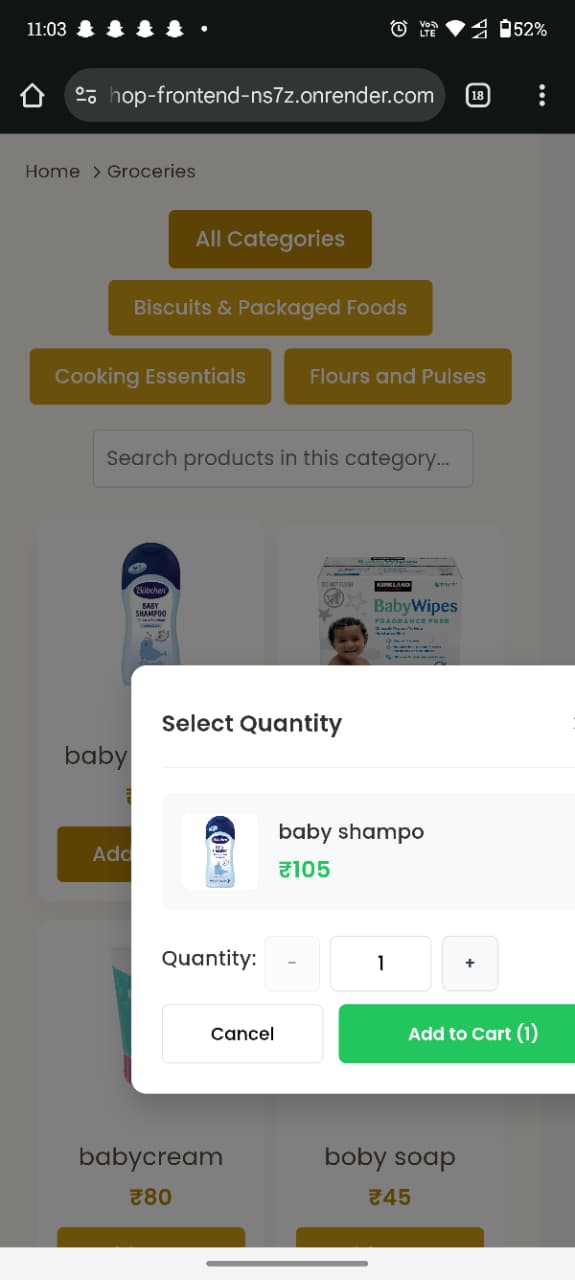 11:03
Vo)) LTE
52%
hop-frontend-ns7z.onrender.com
18
Home > Groceries
All Categories
Biscuits & Packaged Foods
Cooking Essentials
Flours and Pulses
Search products in this category...
Bübchen
BABY
SHAMPOO
KIRKLAND
BabyWipes
FRAGRANCE FREE
Select Quantity
baby
Add
baby shampo
₹105
Quantity:
-
1
+
Cancel
Add to Cart (1)
babycream
boby soap
₹80
₹45